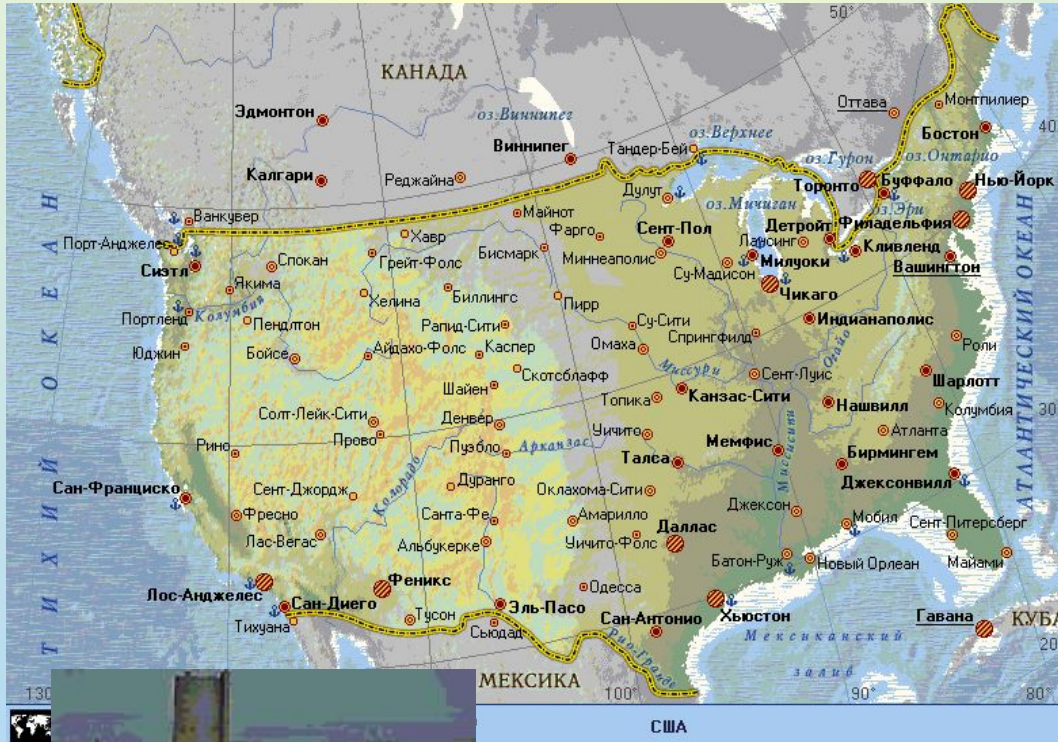 50°
КАНАДА
Эдмонтон
оз.Виннипег
Оттава
Монтпилиер
40
Бостон
Виннипег
Тандер-Бей
оз.Верхнее
оз.Гурон
оз.Онтарио
Калгари
Реджайна
Дулут
оз.Мичиган
Торонто
Буффало
Нью-Йорк
оз.Эри
Ванкувер
Майнот
Порт-Анджелес
Хавр
Фарго
Сент-Пол
Лансинг
Детройт
Филадельфия
Сиэтл
Спокан
Грейт-Фолс
Бисмарк
Миннеаполис
Су-Мадисон
Милуоки
Кливленд
Вашингтон
Якима
Хелина
Биллингс
Пирр
Чикаго
Портленд
Колумбия
Пендлтон
Рапид-Сити
Су-Сити
Спрингфилд
Индианаполис
Роли
Юджин
Бойсе
Айдахо-Фолс
Каспер
Омаха
Огайо
Скотсблафф
Миссури
Сент-Луис
Шарлотт
Шайен
Топика
Канзас-Сити
Нашвилл
Колумбия
30
Солт-Лейк-Сити
Денвер
Уичито
Миссисипи
Атланта
Рино
Прово
Пуэбло
Арканзас
Мемфис
Бирмингем
Талса
Джексонвилл
Сан-Франциско
Сент-Джордж
Колорадо
Дуранго
Оклахома-Сити
Фресно
Санта-Фе
Амарилло
Джексон
Мобил
Сент-Питерсберг
Лас-Вегас
Альбукерке
Уичито-Фолс
Даллас
Батон-Руж
Новый Орлеан
Майами
Лос-Анджелес
Феникс
Одесса
Сан-Диего
Эль-Пасо
Хьюстон
Гавана
КУБА
Тихуана
Тусон
Сьюдад
Сан-Антонио
Рио-Гранде
Мексиканский
залив
20
МЕКСИКА
130
100°
90°
80°
ТИХИЙ ОКЕАН
АТЛАНТИЧЕСКИЙ ОКЕАН
США